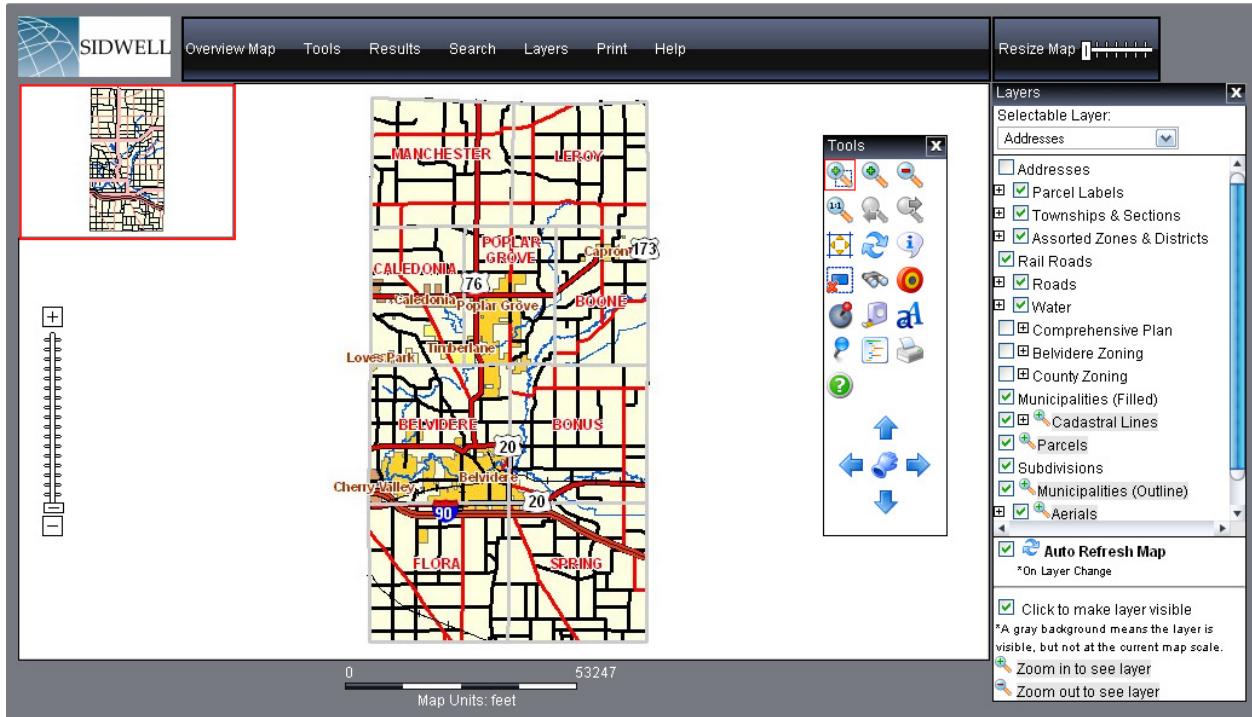 SIDWELL
Overview Map Tools Results Search Layers Print Help
Resize Map
Layers
Selectable Layer:
Addresses
Addresses
Parcel Labels
Townships & Sections
Assorted Zones & Districts
Rail Roads
Roads
Water
Comprehensive Plan
Belvidere Zoning
County Zoning
Municipalities (Filled)
Cadastral Lines
Parcels
Subdivisions
Municipalities (Outline)
Aerials
Auto Refresh Map
*On Layer Change
Click to make layer visible
*A gray background means the layer is
visible, but not at the current map scale.
Zoom in to see layer
Zoom out to see layer
Tools
1:1
i
aA
?
MANCHESTER
LEROY
POPLAR
GROVE
Capron
173
CALEDONIA
76
Caledonia
Poplar Grove
BOONE
Timberlane
Loves Park
BELVIDERE
BONUS
20
Belvidere
Cherry Valley
20
90
FLORA
SPRING
0 53247
Map Units: feet